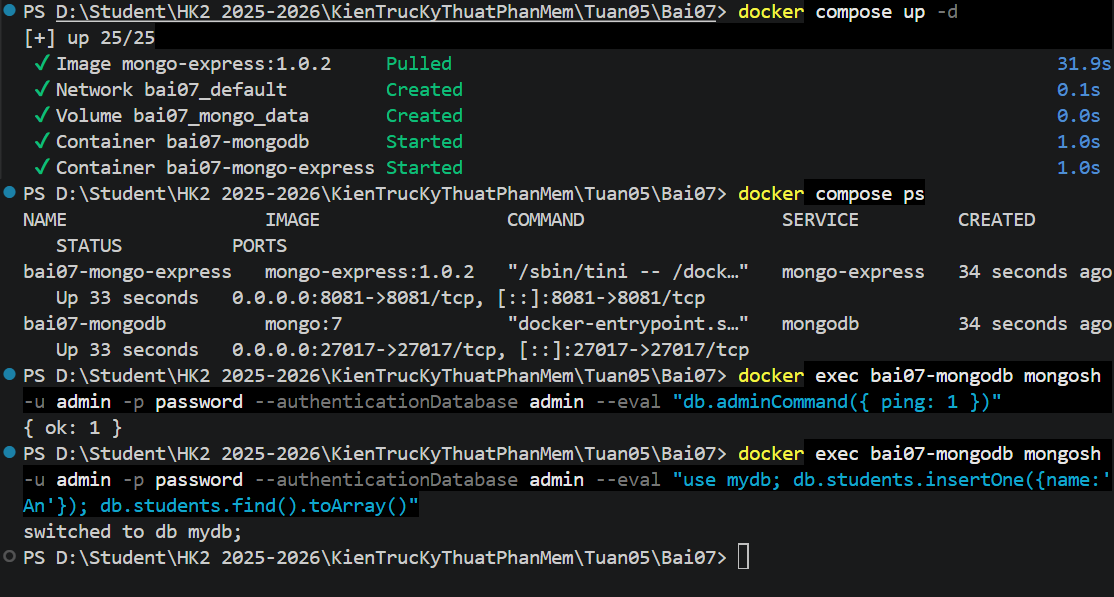 PS D:\Student\HK2 2025-2026\KienTrucKyThuatPhanMem\Tuan05\Bai07> docker compose up -d
[+] up 25/25
✓ Image mongo-express:1.0.2 Pulled 31.9s
✓ Network bai07_default Created 0.1s
✓ Volume bai07_mongo_data Created 0.0s
✓ Container bai07-mongodb Started 1.0s
✓ Container bai07-mongo-express Started 1.0s
PS D:\Student\HK2 2025-2026\KienTrucKyThuatPhanMem\Tuan05\Bai07> docker compose ps
NAME IMAGE COMMAND SERVICE CREATED
STATUS PORTS
bai07-mongo-express mongo-express:1.0.2 "/sbin/tini -- /dock…" mongo-express 34 seconds ago
Up 33 seconds 0.0.0.0:8081->8081/tcp, [::]:8081->8081/tcp
bai07-mongodb mongo:7 "docker-entrypoint.s…" mongodb 34 seconds ago
Up 33 seconds 0.0.0.0:27017->27017/tcp, [::]:27017->27017/tcp
PS D:\Student\HK2 2025-2026\KienTrucKyThuatPhanMem\Tuan05\Bai07> docker exec bai07-mongodb mongosh
-u admin -p password --authenticationDatabase admin --eval "db.adminCommand({ ping: 1 })"
{ ok: 1 }
PS D:\Student\HK2 2025-2026\KienTrucKyThuatPhanMem\Tuan05\Bai07> docker exec bai07-mongodb mongosh
-u admin -p password --authenticationDatabase admin --eval "use mydb; db.students.insertOne({name:'
An'}); db.students.find().toArray()"
switched to db mydb;
PS D:\Student\HK2 2025-2026\KienTrucKyThuatPhanMem\Tuan05\Bai07>